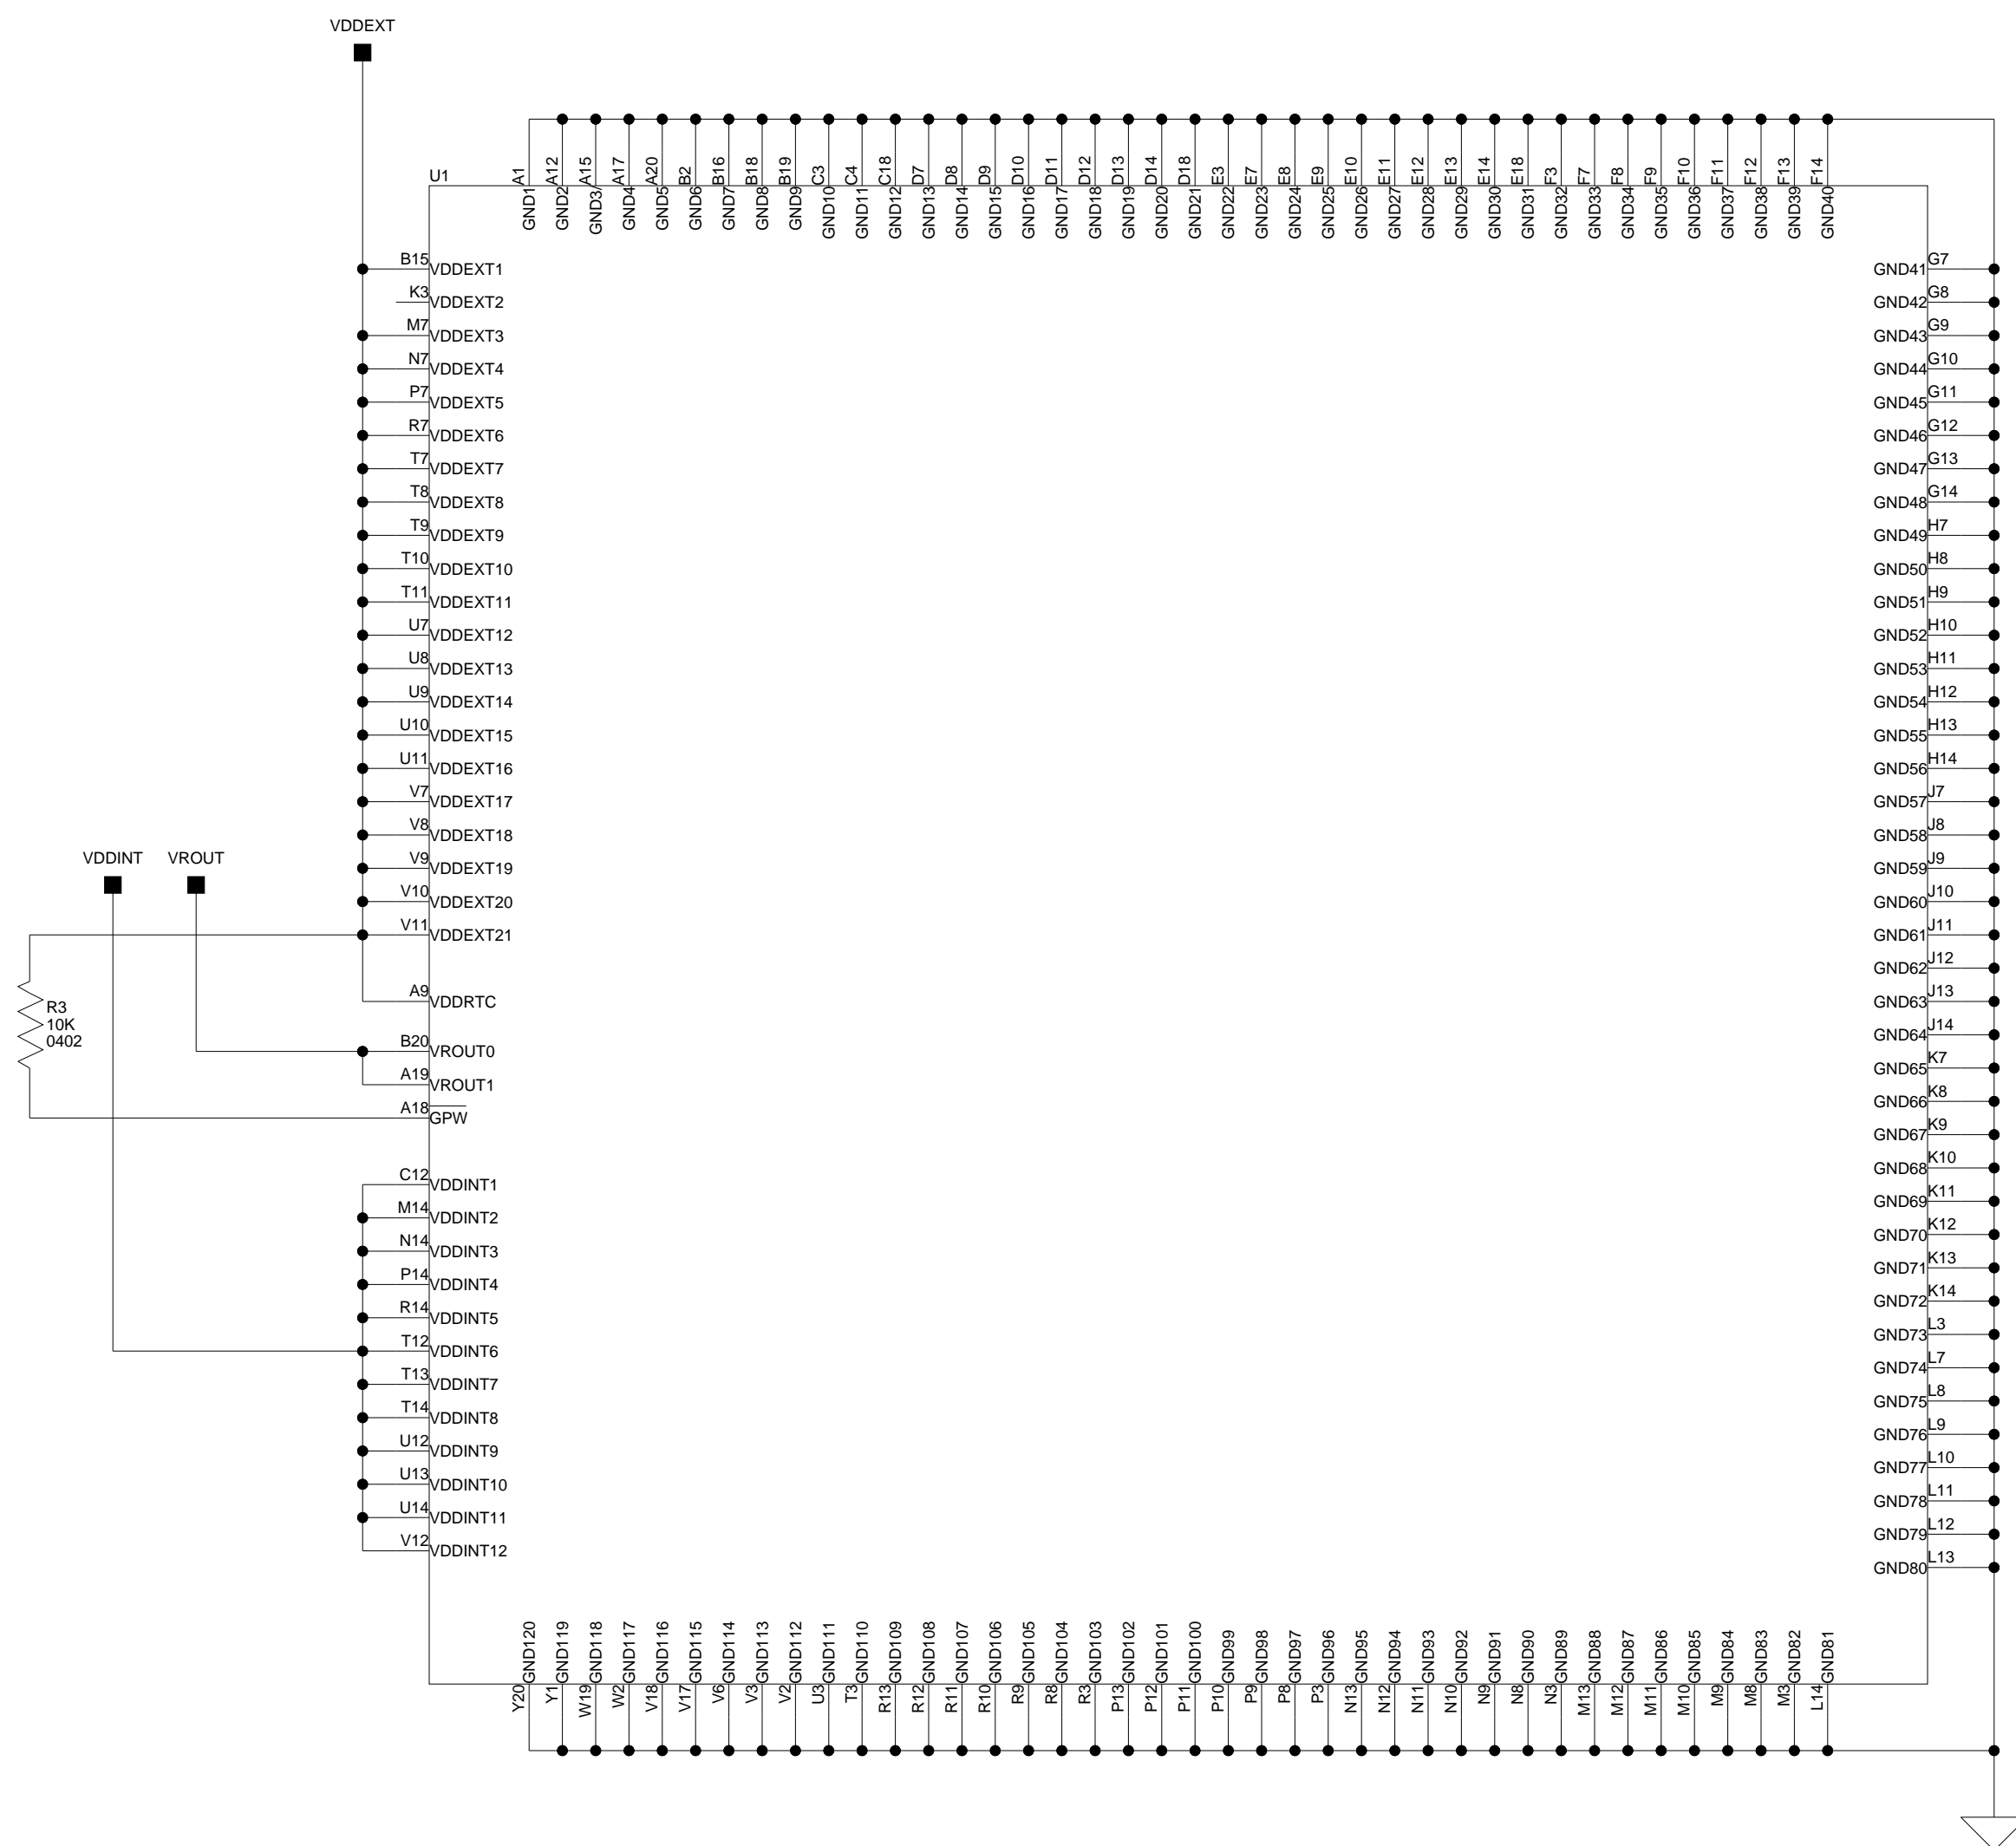 VDDEXT
U1
A1 A12 A15 A17 A20 B2 B16 B18 B19 C3 C4 C18 D7 D8 D9 D10 D11 D12 D13 D14 D18 E3 E7 E8 E9 E10 E11 E12 E13 E14 E18 F3 F7 F8 F9 F10 F11 F12 F13 F14
GND1 GND2 GND3/ GND4 GND5 GND6 GND7 GND8 GND9 GND10 GND11 GND12 GND13 GND14 GND15 GND16 GND17 GND18 GND19 GND20 GND21 GND22 GND23 GND24 GND25 GND26 GND27 GND28 GND29 GND30 GND31 GND32 GND33 GND34 GND35 GND36 GND37 GND38 GND39 GND40
B15 VDDEXT1
K3 VDDEXT2
M7 VDDEXT3
N7 VDDEXT4
P7 VDDEXT5
R7 VDDEXT6
T7 VDDEXT7
T8 VDDEXT8
T9 VDDEXT9
T10 VDDEXT10
T11 VDDEXT11
U7 VDDEXT12
U8 VDDEXT13
U9 VDDEXT14
U10 VDDEXT15
U11 VDDEXT16
V7 VDDEXT17
V8 VDDEXT18
V9 VDDEXT19
V10 VDDEXT20
V11 VDDEXT21
A9 VDDRTC
B20 VROUT0
A19 VROUT1
A18 GPW
VDDINT
VROUT
R3
10K
0402
C12 VDDINT1
M14 VDDINT2
N14 VDDINT3
P14 VDDINT4
R14 VDDINT5
T12 VDDINT6
T13 VDDINT7
T14 VDDINT8
U12 VDDINT9
U13 VDDINT10
U14 VDDINT11
V12 VDDINT12
GND41 G7
GND42 G8
GND43 G9
GND44 G10
GND45 G11
GND46 G12
GND47 G13
GND48 G14
GND49 H7
GND50 H8
GND51 H9
GND52 H10
GND53 H11
GND54 H12
GND55 H13
GND56 H14
GND57 J7
GND58 J8
GND59 J9
GND60 J10
GND61 J11
GND62 J12
GND63 J13
GND64 J14
GND65 K7
GND66 K8
GND67 K9
GND68 K10
GND69 K11
GND70 K12
GND71 K13
GND72 K14
GND73 L3
GND74 L7
GND75 L8
GND76 L9
GND77 L10
GND78 L11
GND79 L12
GND80 L13
GND120 GND119 GND118 GND117 GND116 GND115 GND114 GND113 GND112 GND111 GND110 GND109 GND108 GND107 GND106 GND105 GND104 GND103 GND102 GND101 GND100 GND99 GND98 GND97 GND96 GND95 GND94 GND93 GND92 GND91 GND90 GND89 GND88 GND87 GND86 GND85 GND84 GND83 GND82 GND81
Y20 Y1 W19 W2 V18 V17 V6 V3 V2 U3 T3 R13 R12 R11 R10 R9 R8 R3 P13 P12 P11 P10 P9 P8 P3 N13 N12 N11 N10 N9 N8 N3 M13 M12 M11 M10 M9 M8 M3 L14